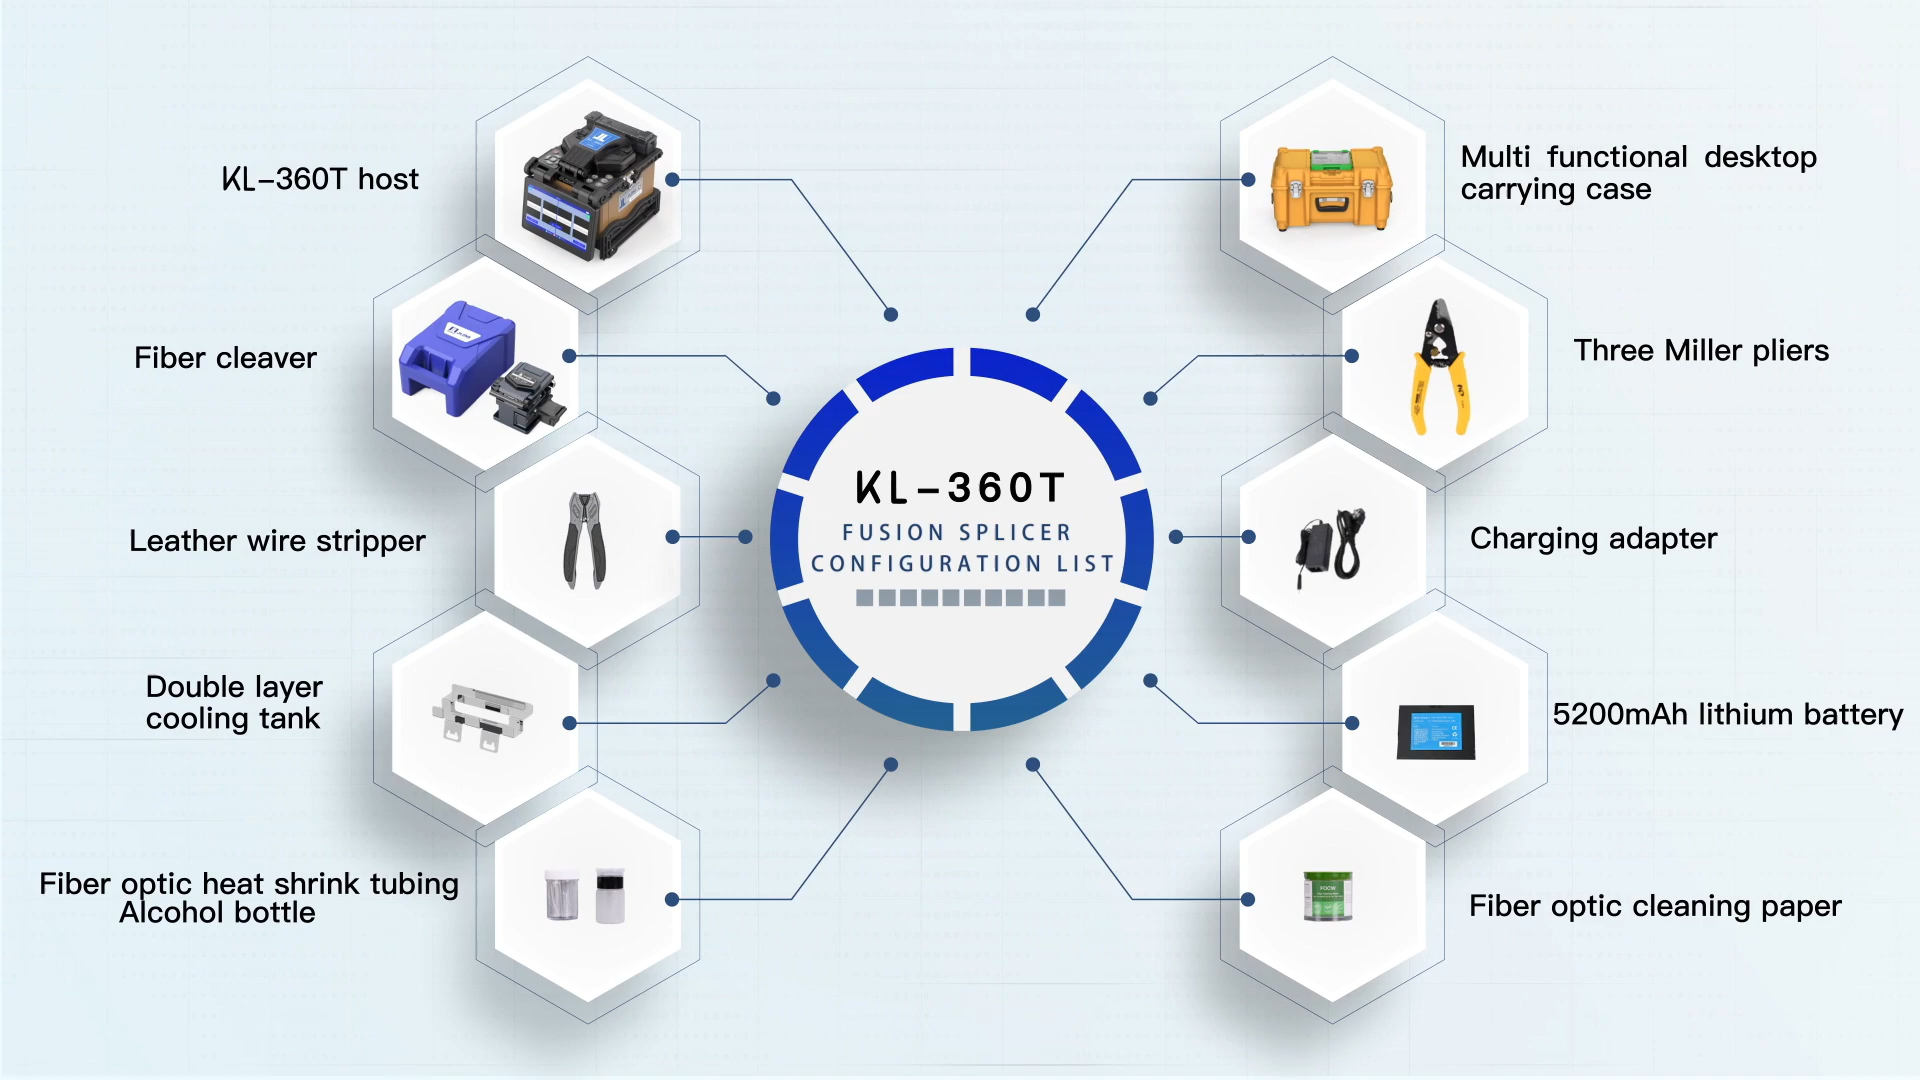 KL-360T host
Fiber cleaver
Leather wire stripper
Double layer
cooling tank
Fiber optic heat shrink tubing
Alcohol bottle
KL-360T
FUSION SPLICER
CONFIGURATION LIST
Multi functional desktop
carrying case
Three Miller pliers
Charging adapter
5200mAh lithium battery
Fiber optic cleaning paper
FOCW